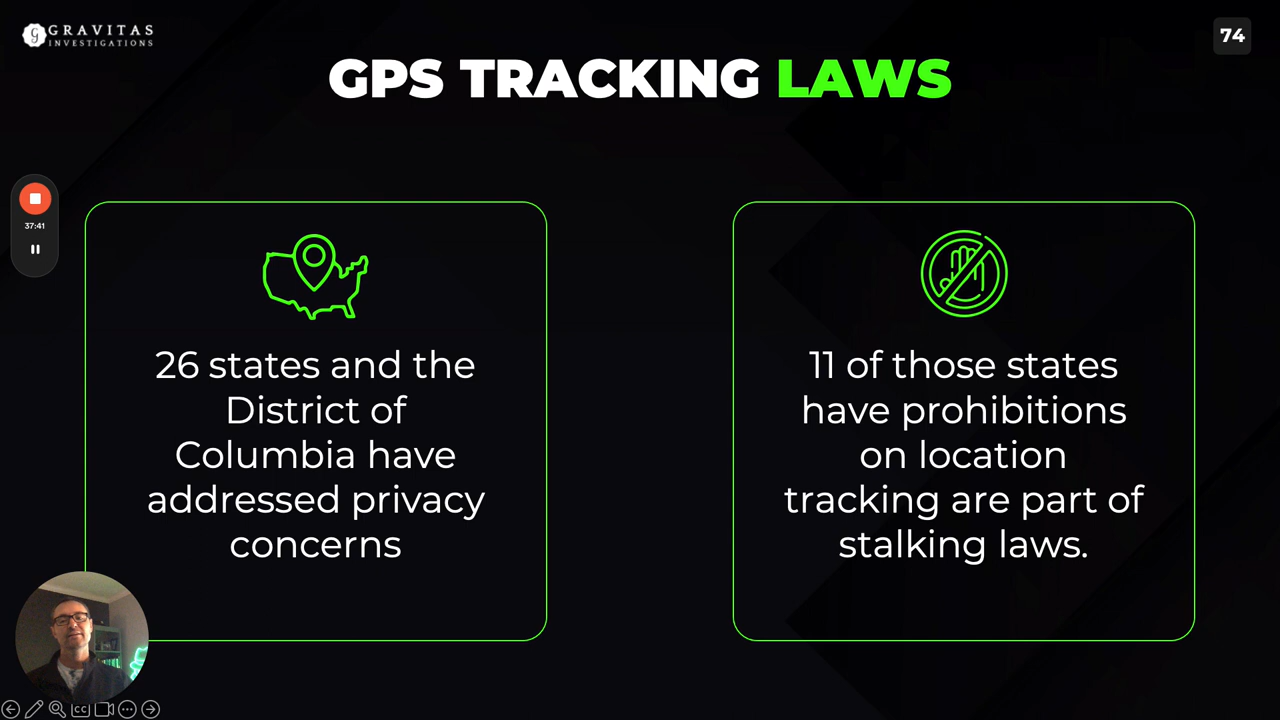 GRAVITAS
INVESTIGATIONS
74
GPS TRACKING LAWS
37:41
26 states and the
District of
Columbia have
addressed privacy
concerns
11 of those states
have prohibitions
on location
tracking are part of
stalking laws.
CC